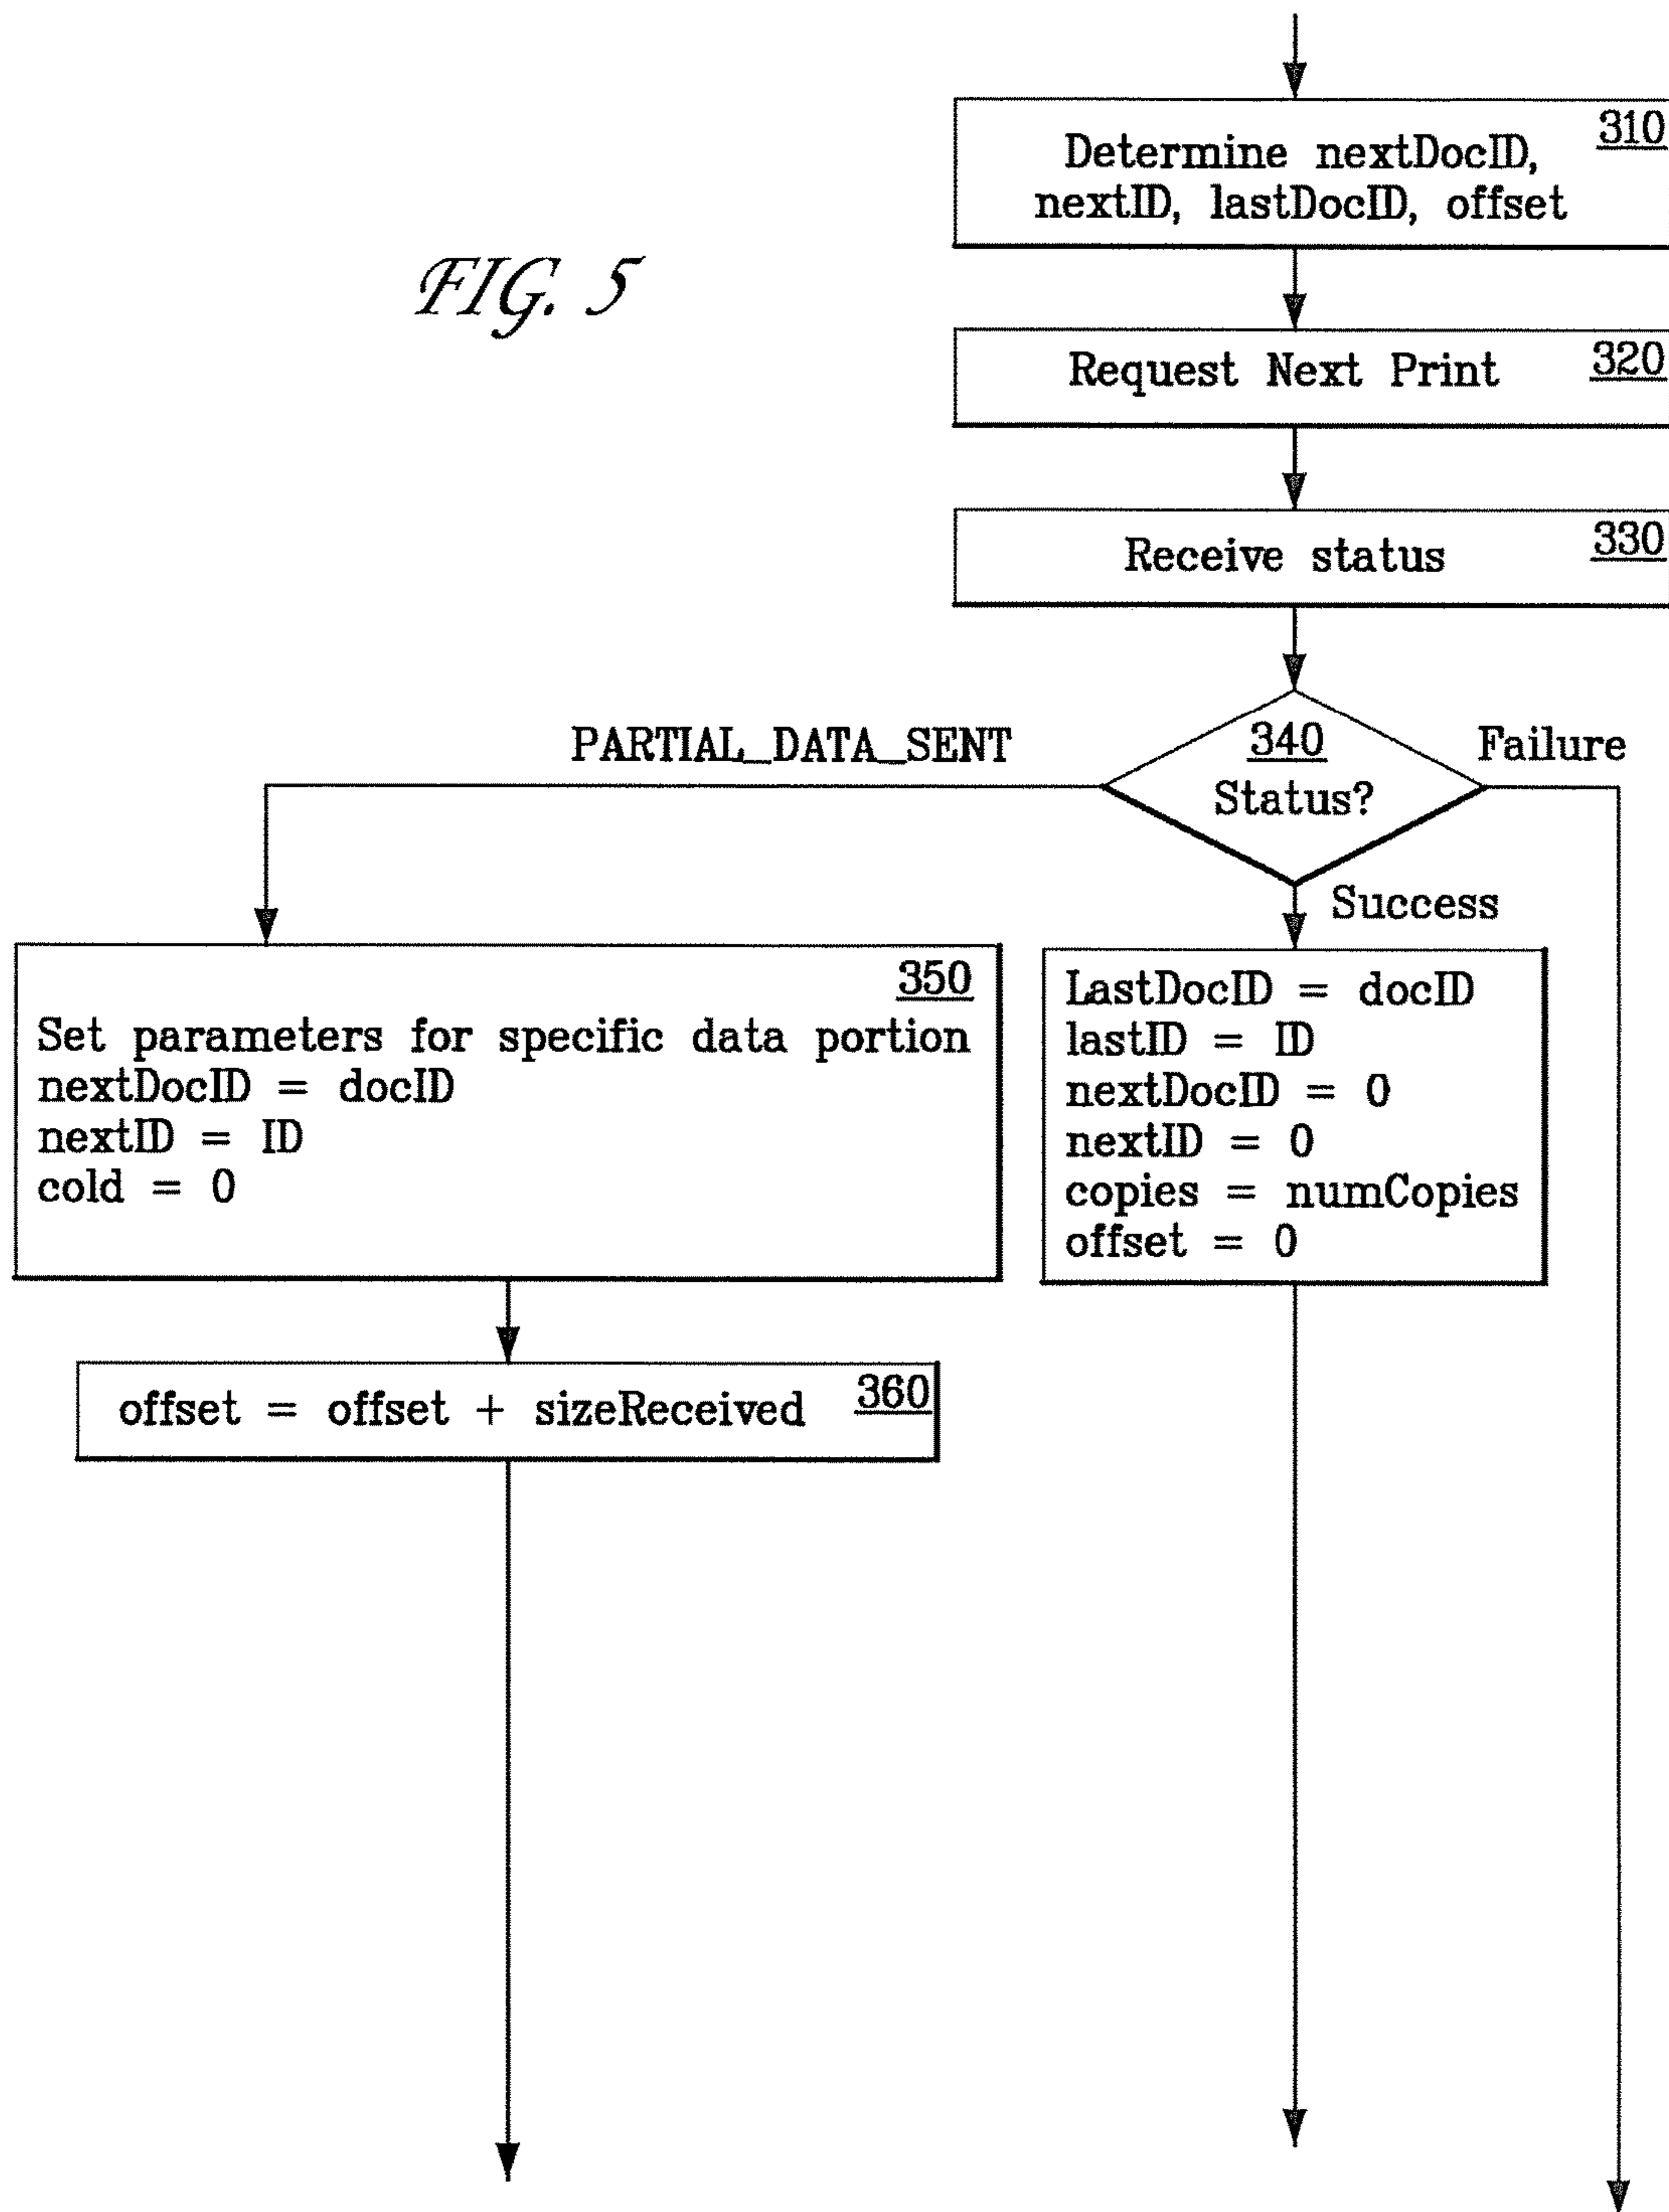 310
Determine nextDocID,
nextID, lastDocID, offset
FIG. 5
Request Next Print 320
Receive status 330
PARTIAL_DATA_SENT
340
Status?
Failure
Success
350
Set parameters for specific data portion
nextDocID = docID
nextID = ID
cold = 0
LastDocID = docID
lastID = ID
nextDocID = 0
nextID = 0
copies = numCopies
offset = 0
offset = offset + sizeReceived 360